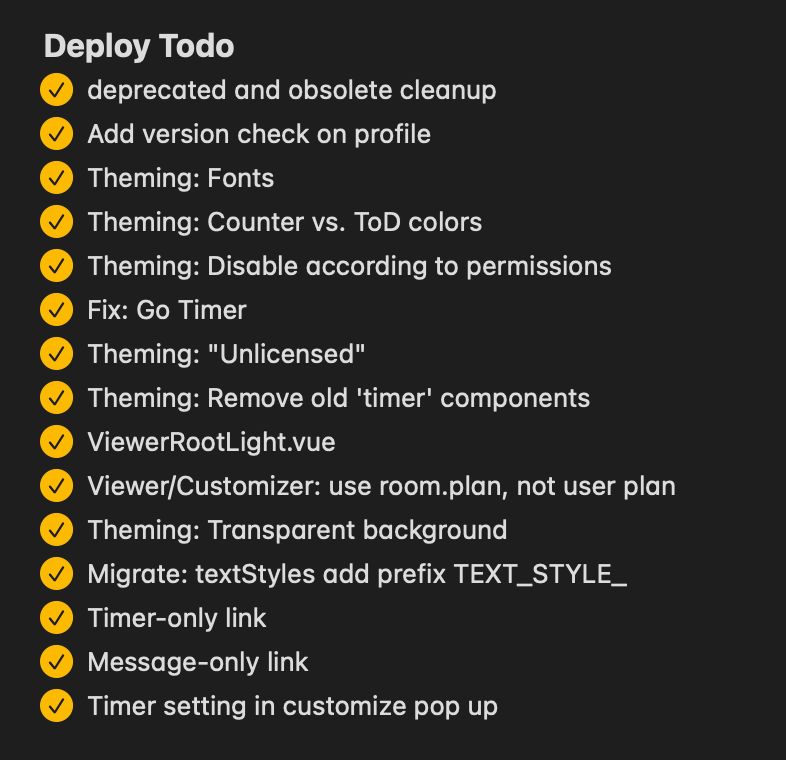 Deploy Todo
deprecated and obsolete cleanup
Add version check on profile
Theming: Fonts
Theming: Counter vs. ToD colors
Theming: Disable according to permissions
Fix: Go Timer
Theming: "Unlicensed"
Theming: Remove old 'timer' components
ViewerRootLight.vue
Viewer/Customizer: use room.plan, not user plan
Theming: Transparent background
Migrate: textStyles add prefix TEXT_STYLE_
Timer-only link
Message-only link
Timer setting in customize pop up